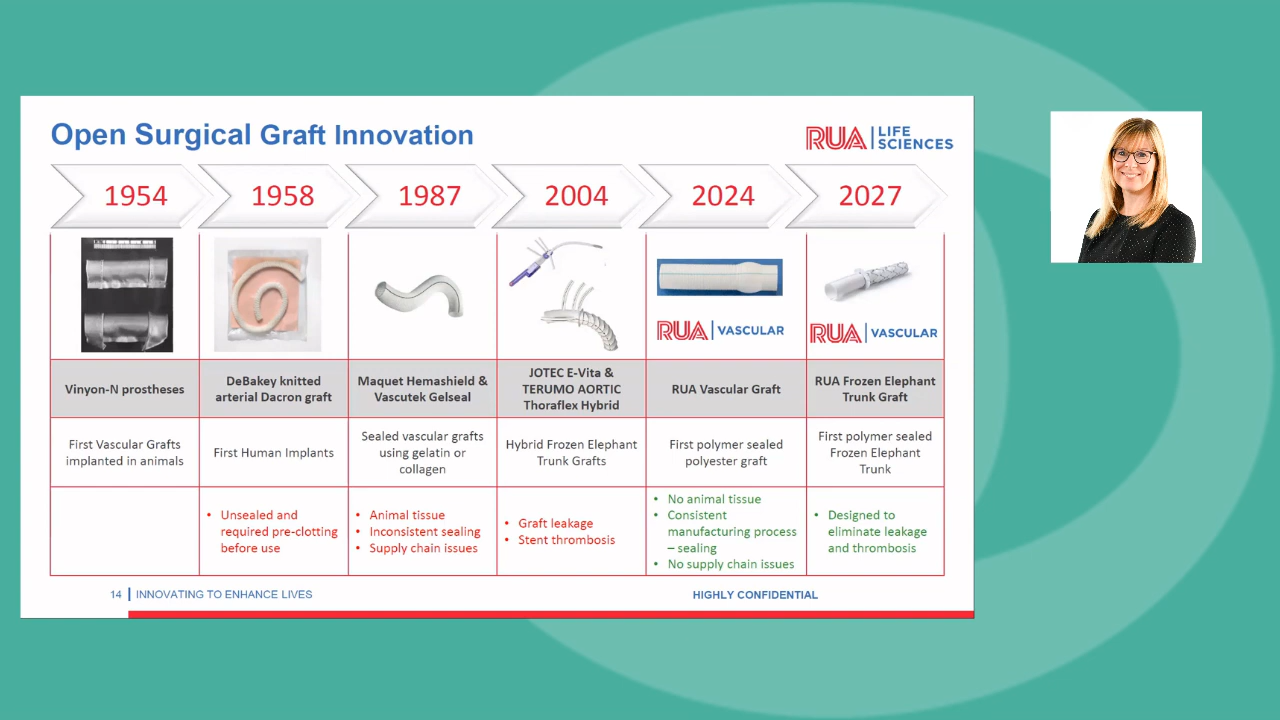 Open Surgical Graft Innovation
RUA LIFE
SCIENCES
1954
1958
1987
2004
2024
2027
RUA VASCULAR
RUA VASCULAR
Vinyon-N prostheses
DeBakey knitted
arterial Dacron graft
Maquet Hemashield &
Vascutek Gelseal
JOTEC E-Vita &
TERUMO AORTIC
Thoraflex Hybrid
RUA Vascular Graft
RUA Frozen Elephant
Trunk Graft
First Vascular Grafts
implanted in animals
First Human Implants
Sealed vascular grafts
using gelatin or
collagen
Hybrid Frozen Elephant
Trunk Grafts
First polymer sealed
polyester graft
First polymer sealed
Frozen Elephant
Trunk
• Unsealed and
required pre-clotting
before use
• Animal tissue
• Inconsistent sealing
• Supply chain issues
• Graft leakage
• Stent thrombosis
• No animal tissue
• Consistent
manufacturing process
– sealing
• No supply chain issues
• Designed to
eliminate leakage
and thrombosis
14 | INNOVATING TO ENHANCE LIVES
HIGHLY CONFIDENTIAL